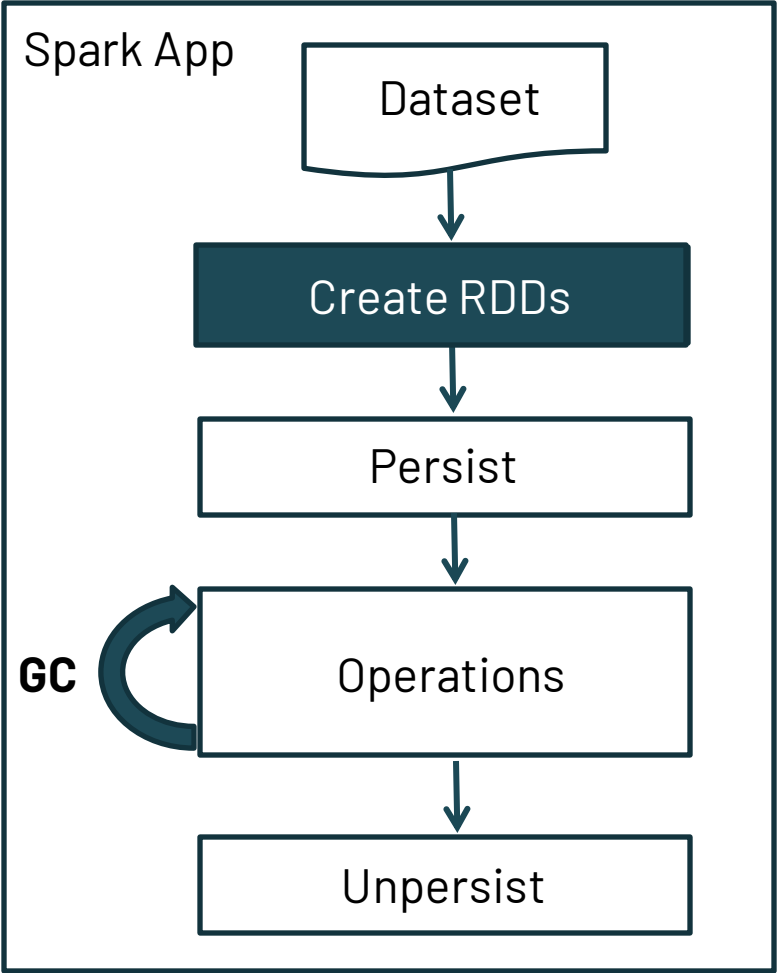 Spark App
Dataset
Create RDDs
Persist
GC
Operations
Unpersist